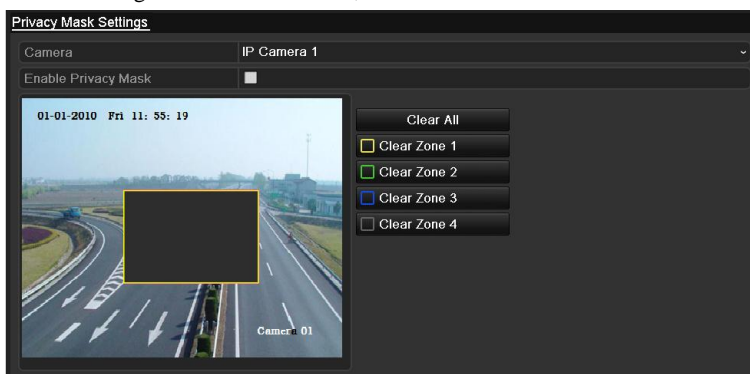 Privacy Mask Settings
Camera IP Camera 1
Enable Privacy Mask
01-01-2010 Fri 11: 55: 19
Clear All
Clear Zone 1
Clear Zone 2
Clear Zone 3
Clear Zone 4
Camera 01